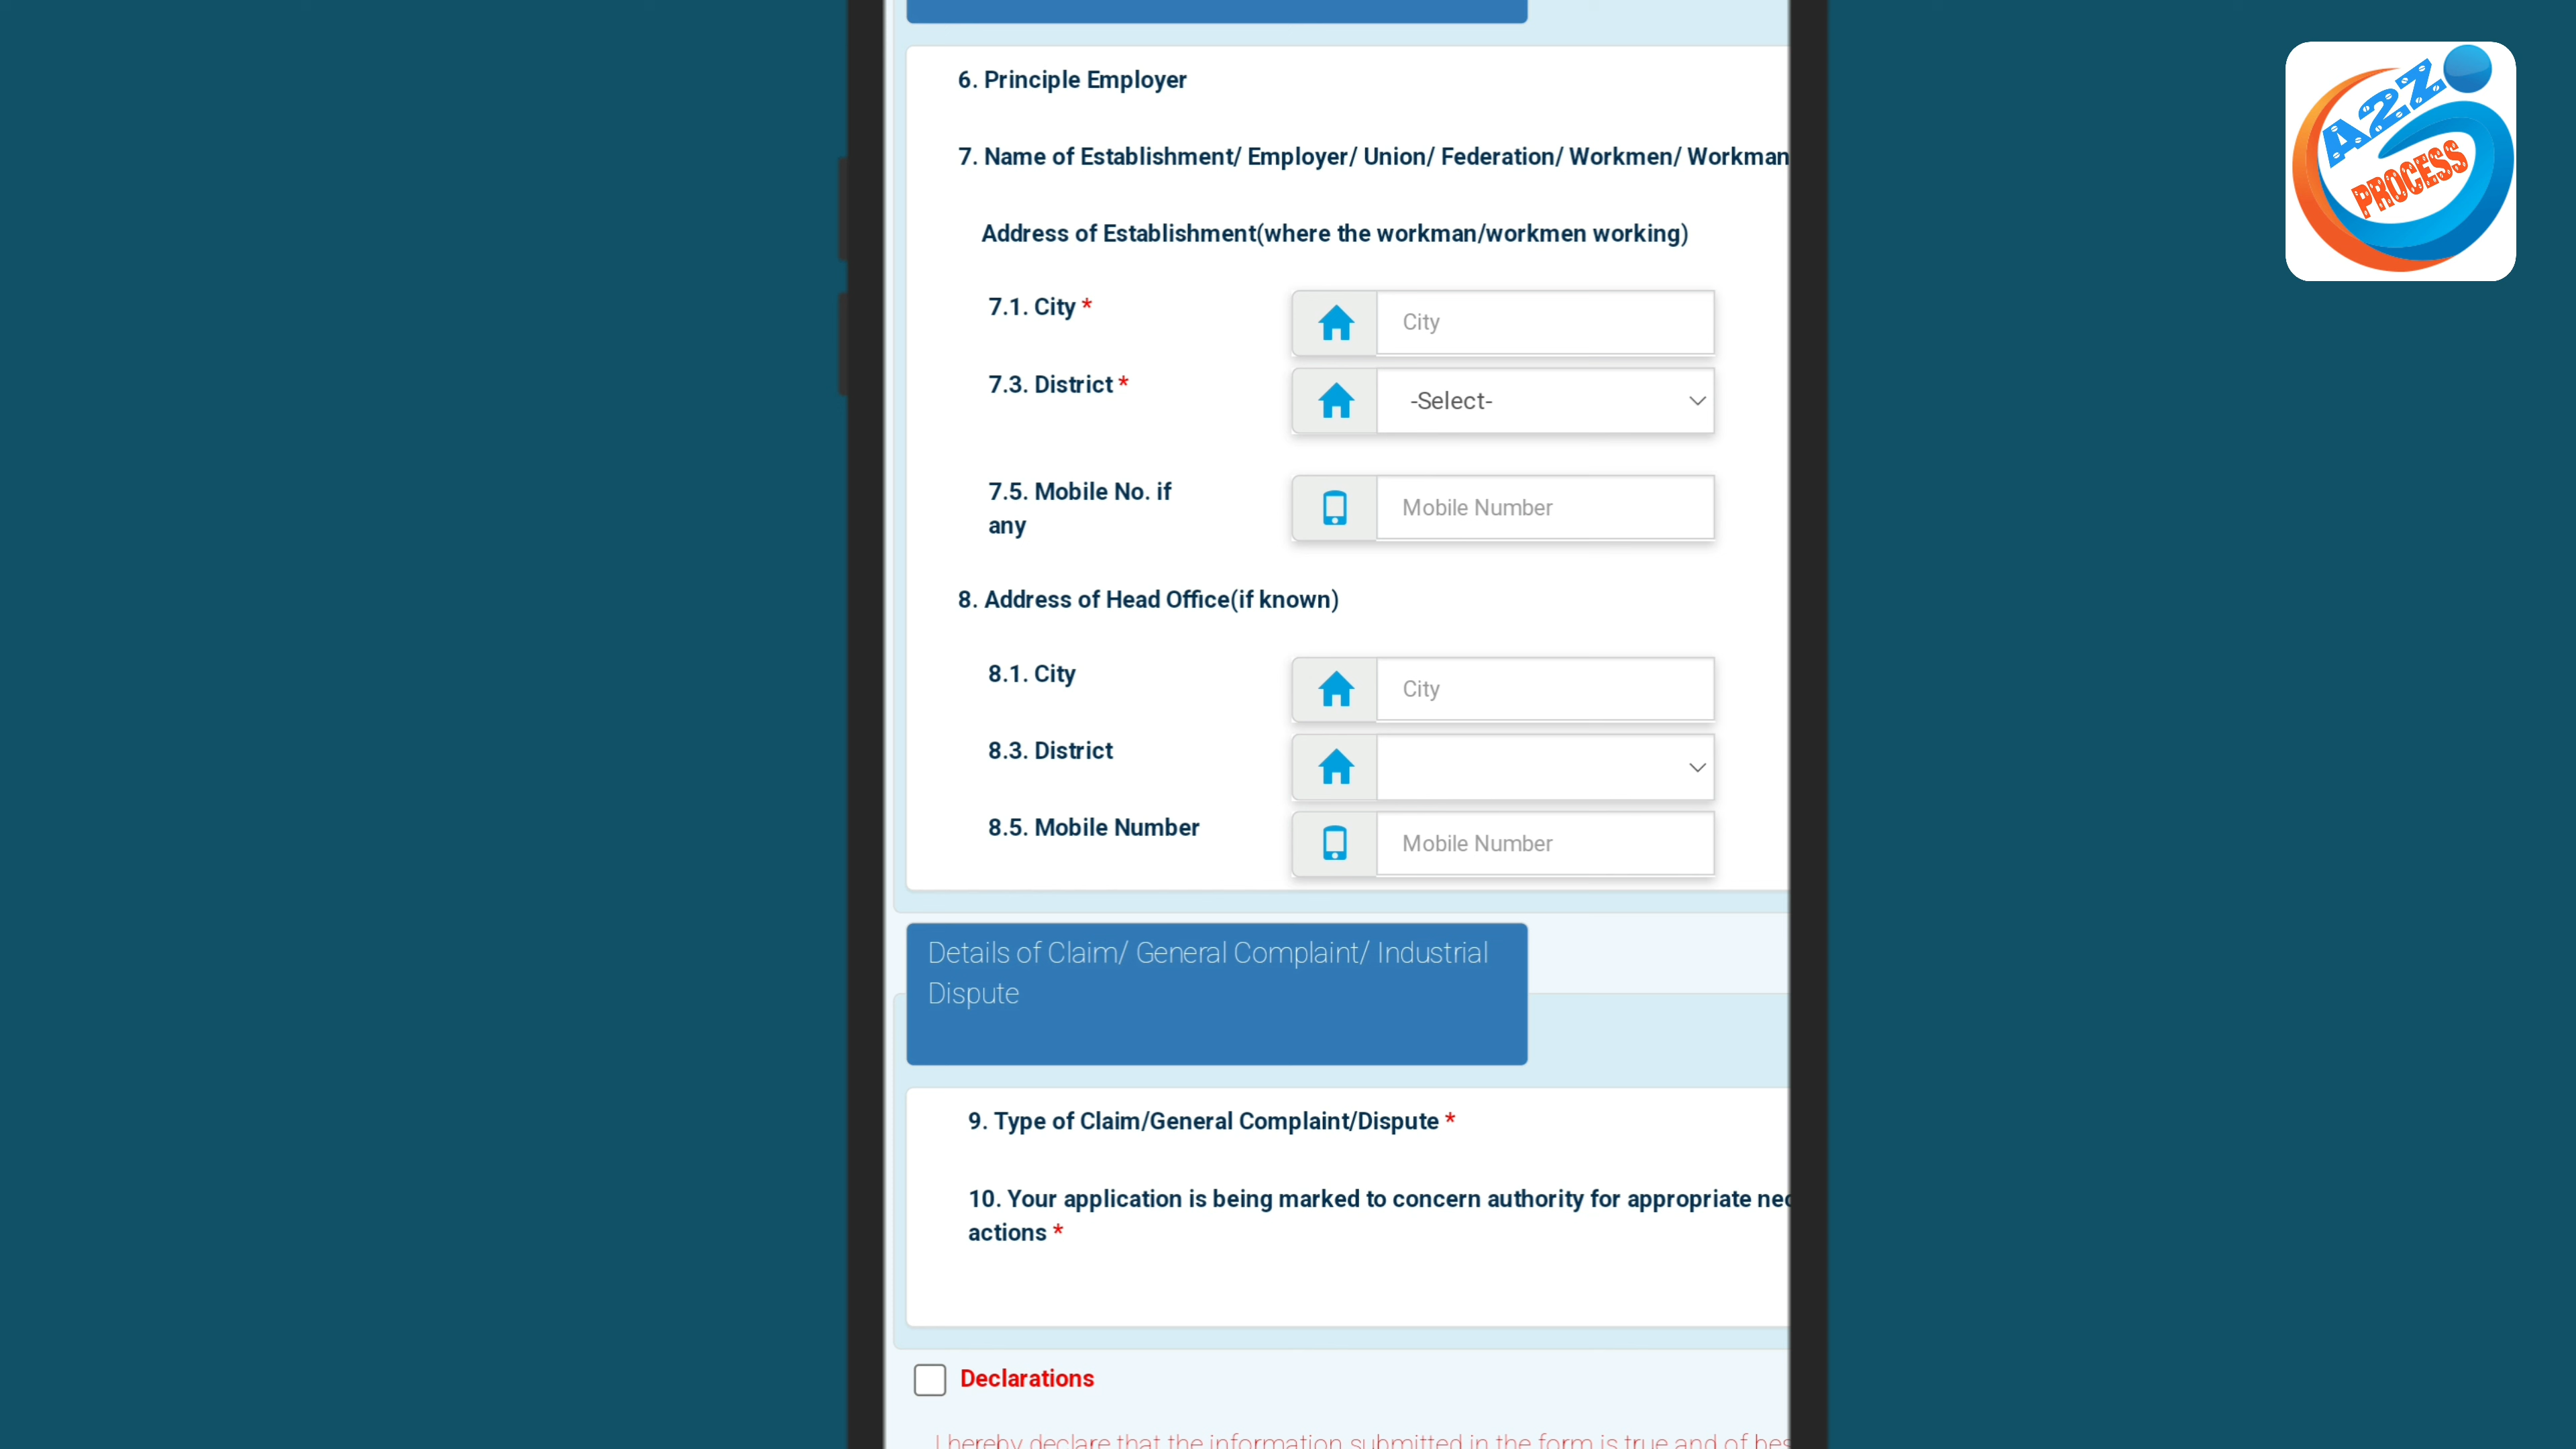 6. Principle Employer
7. Name of Establishment/ Employer/ Union/ Federation/ Workmen/ Workman
Address of Establishment(where the workman/workmen working)
7.1. City *
City
7.3. District *
-Select-
7.5. Mobile No. if
any
Mobile Number
8. Address of Head Office(if known)
8.1. City
City
8.3. District
8.5. Mobile Number
Mobile Number
Details of Claim/ General Complaint/ Industrial
Dispute
9. Type of Claim/General Complaint/Dispute *
10. Your application is being marked to concern authority for appropriate
actions *
Declarations
I hereby declare that the information submitted in the form is true and of
A2Z
PROCESS